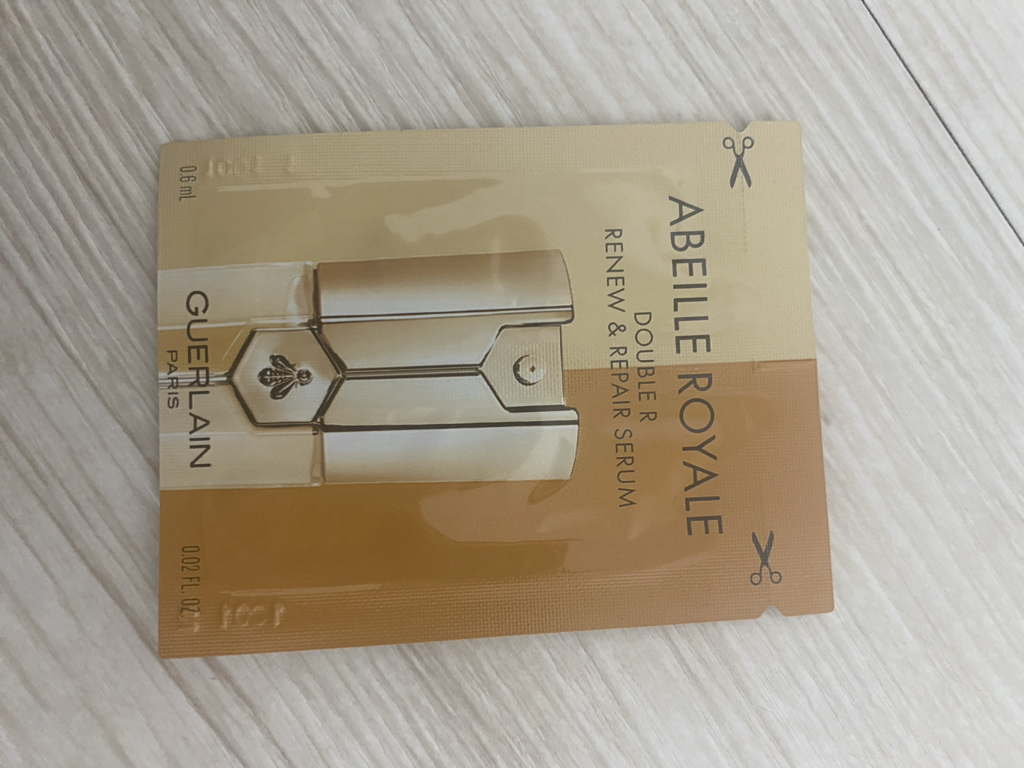 ABEILLE ROYALE
DOUBLE R
RENEW & REPAIR SERUM
GUERLAIN
PARIS
0.6 mL
0.02 FL. OZ